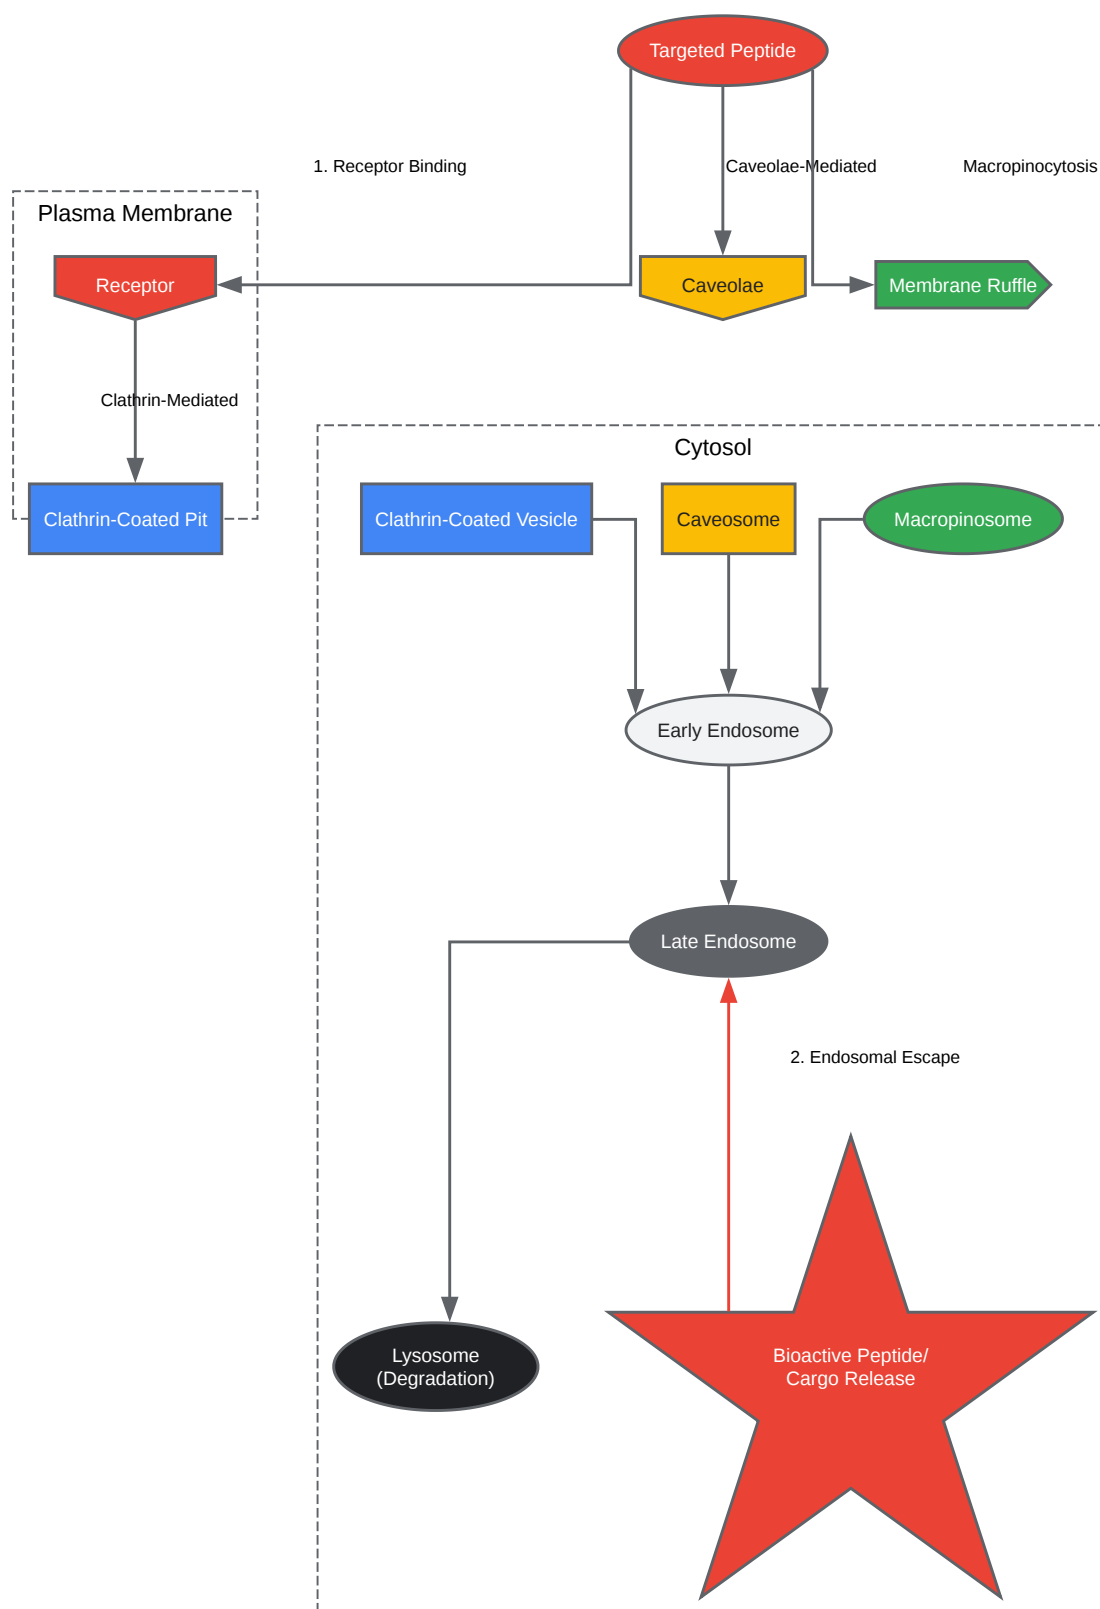 Targeted Peptide
1. Receptor Binding
Caveolae-Mediated
Macropinocytosis
Plasma Membrane
Receptor
Caveolae
Membrane Ruffle
Clathrin-Mediated
Cytosol
Clathrin-Coated Pit
Clathrin-Coated Vesicle
Caveosome
Macropinosome
Early Endosome
Late Endosome
2. Endosomal Escape
Lysosome
(Degradation)
Bioactive Peptide/
Cargo Release